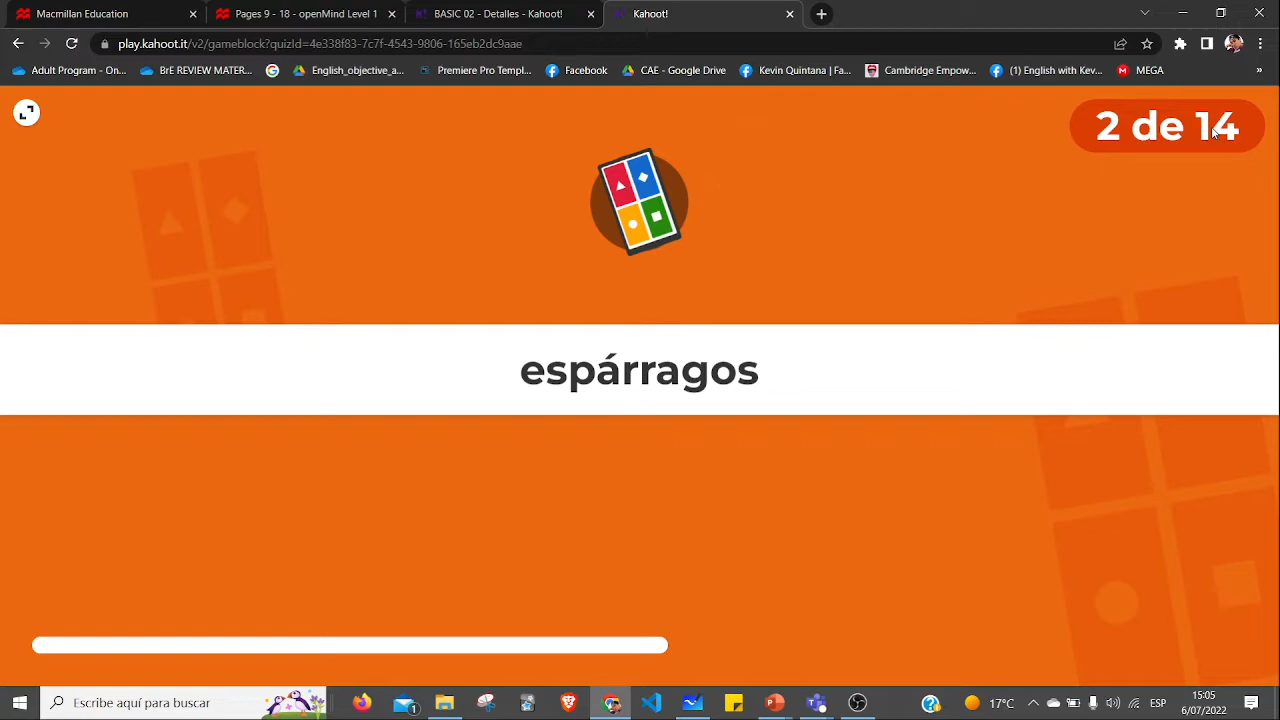 Macmillan Education
Pages 9 - 18 - openMind Level 1
BASIC 02 - Detalles - Kahoot!
Kahoot!
play.kahoot.it/v2/gameblock?quizId=4e338f83-7c7f-4543-9806-165eb2dc9aae
Adult Program - On...
BrE REVIEW MATER...
English_objective_a...
Premiere Pro Templ...
Facebook
CAE - Google Drive
Kevin Quintana | Fa...
Cambridge Empow...
(1) English with Kev...
MEGA
»
2 de 14
espárragos
Escribe aquí para buscar
1
17°C
ESP
15:05
6/07/2022